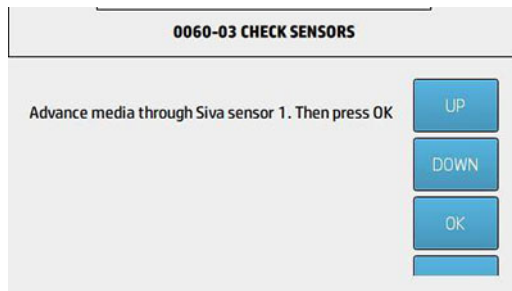 0060-03 CHECK SENSORS
Advance media through Siva sensor 1. Then press OK
UP
DOWN
OK